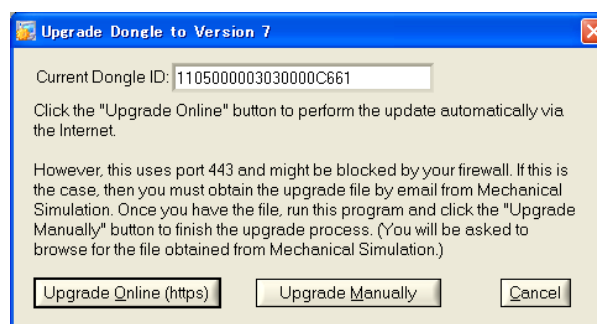 Upgrade Dongle to Version 7
Current Dongle ID: 1105000003030000C661
Click the "Upgrade Online" button to perform the update automatically via
the Internet.
However, this uses port 443 and might be blocked by your firewall. If this is
the case, then you must obtain the upgrade file by email from Mechanical
Simulation. Once you have the file, run this program and click the "Upgrade
Manually" button to finish the upgrade process. (You will be asked to
browse for the file obtained from Mechanical Simulation.)
Upgrade Online (https) Upgrade Manually Cancel